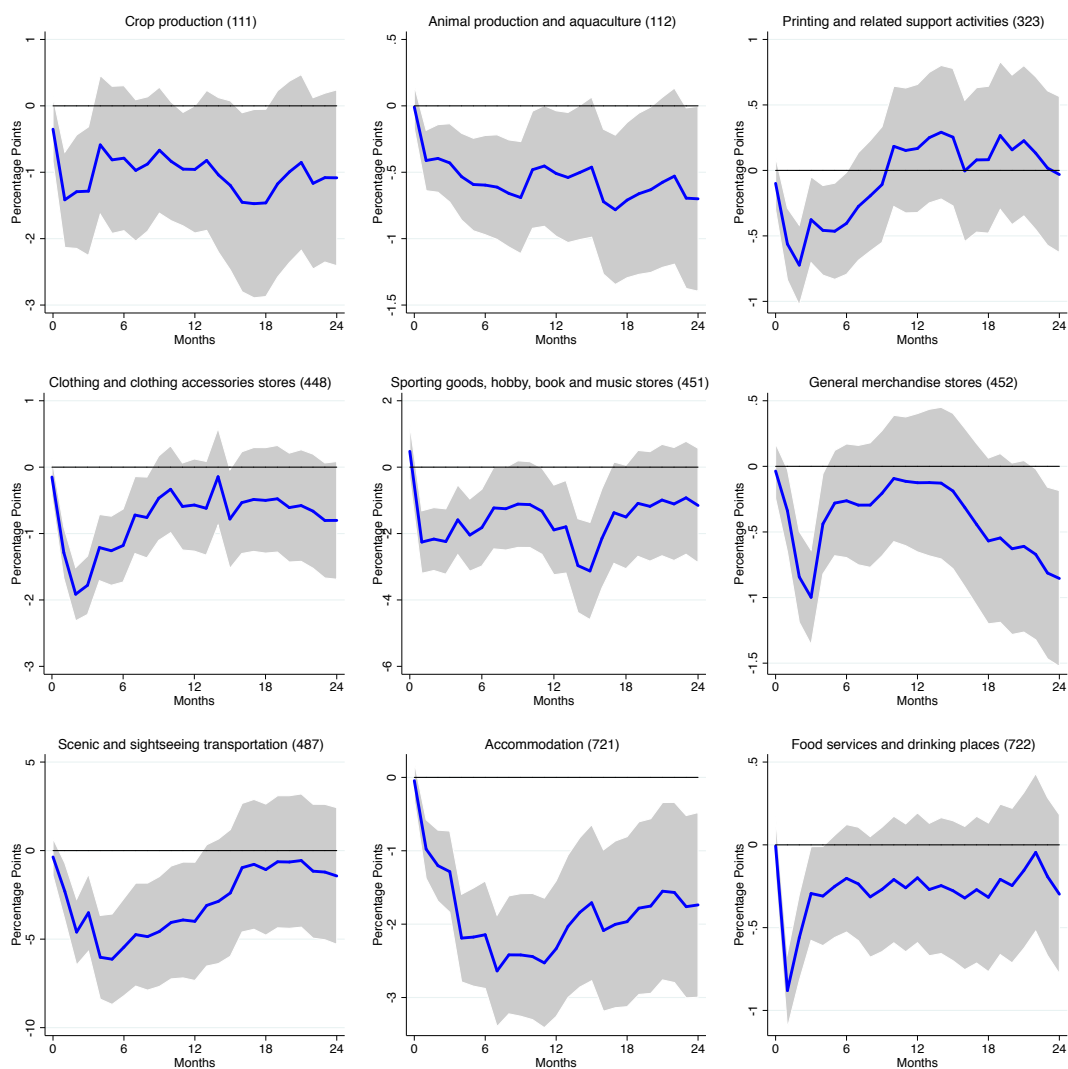 Crop production (111)
Percentage Points
1
0
-1
-2
-3
0 6 12 18 24
Months
Animal production and aquaculture (112)
Percentage Points
.5
0
-.5
-1
-1.5
0 6 12 18 24
Months
Printing and related support activities (323)
Percentage Points
1
.5
0
-.5
-1
0 6 12 18 24
Months
Clothing and clothing accessories stores (448)
Percentage Points
1
0
-1
-2
-3
0 6 12 18 24
Months
Sporting goods, hobby, book and music stores (451)
Percentage Points
2
0
-2
-4
-6
0 6 12 18 24
Months
General merchandise stores (452)
Percentage Points
.5
0
-.5
-1
-1.5
0 6 12 18 24
Months
Scenic and sightseeing transportation (487)
Percentage Points
5
0
-5
-10
0 6 12 18 24
Months
Accommodation (721)
Percentage Points
0
-1
-2
-3
0 6 12 18 24
Months
Food services and drinking places (722)
Percentage Points
.5
0
-.5
-1
0 6 12 18 24
Months